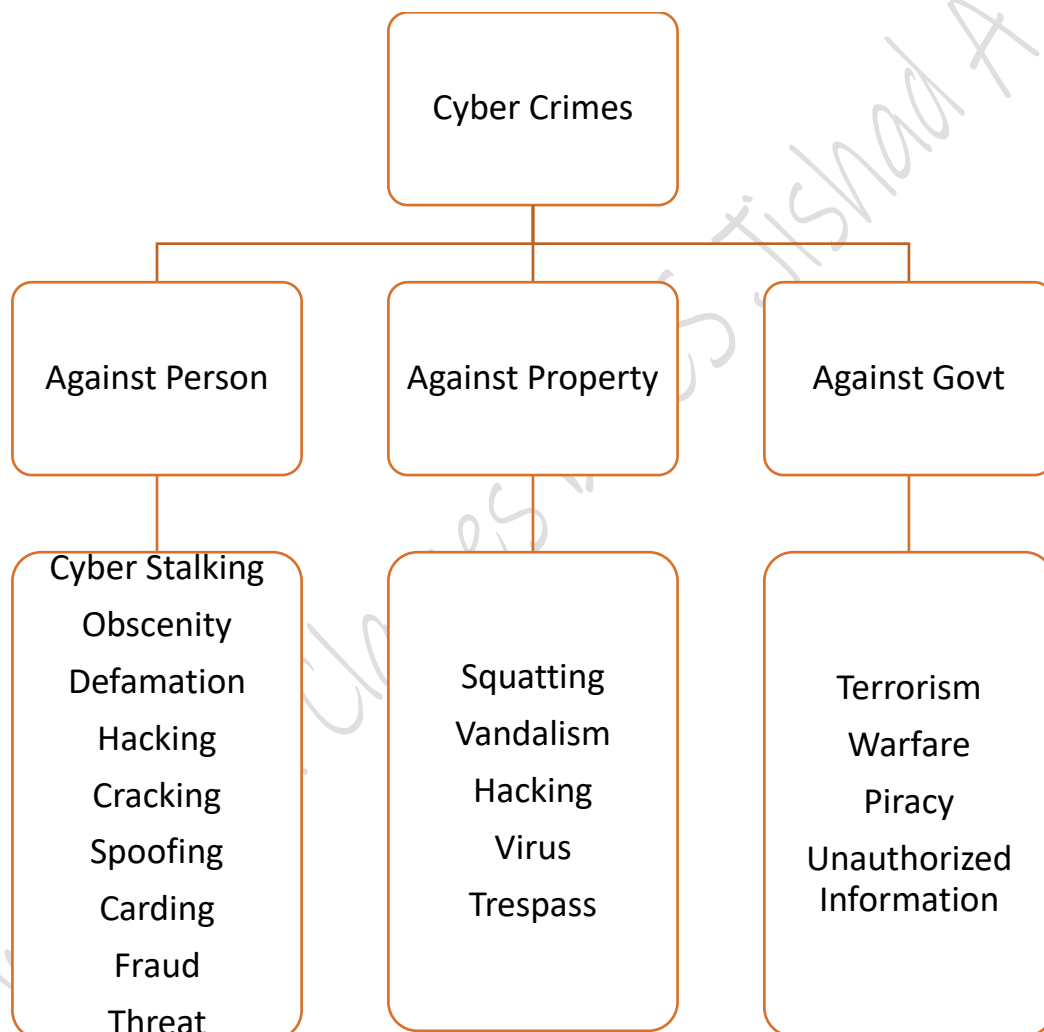 Cyber Crimes
Against Person
Against Property
Against Govt
Cyber Stalking
Obscenity
Defamation
Hacking
Cracking
Spoofing
Carding
Fraud
Threat
Squatting
Vandalism
Hacking
Virus
Trespass
Terrorism
Warfare
Piracy
Unauthorized
Information
Jishad A